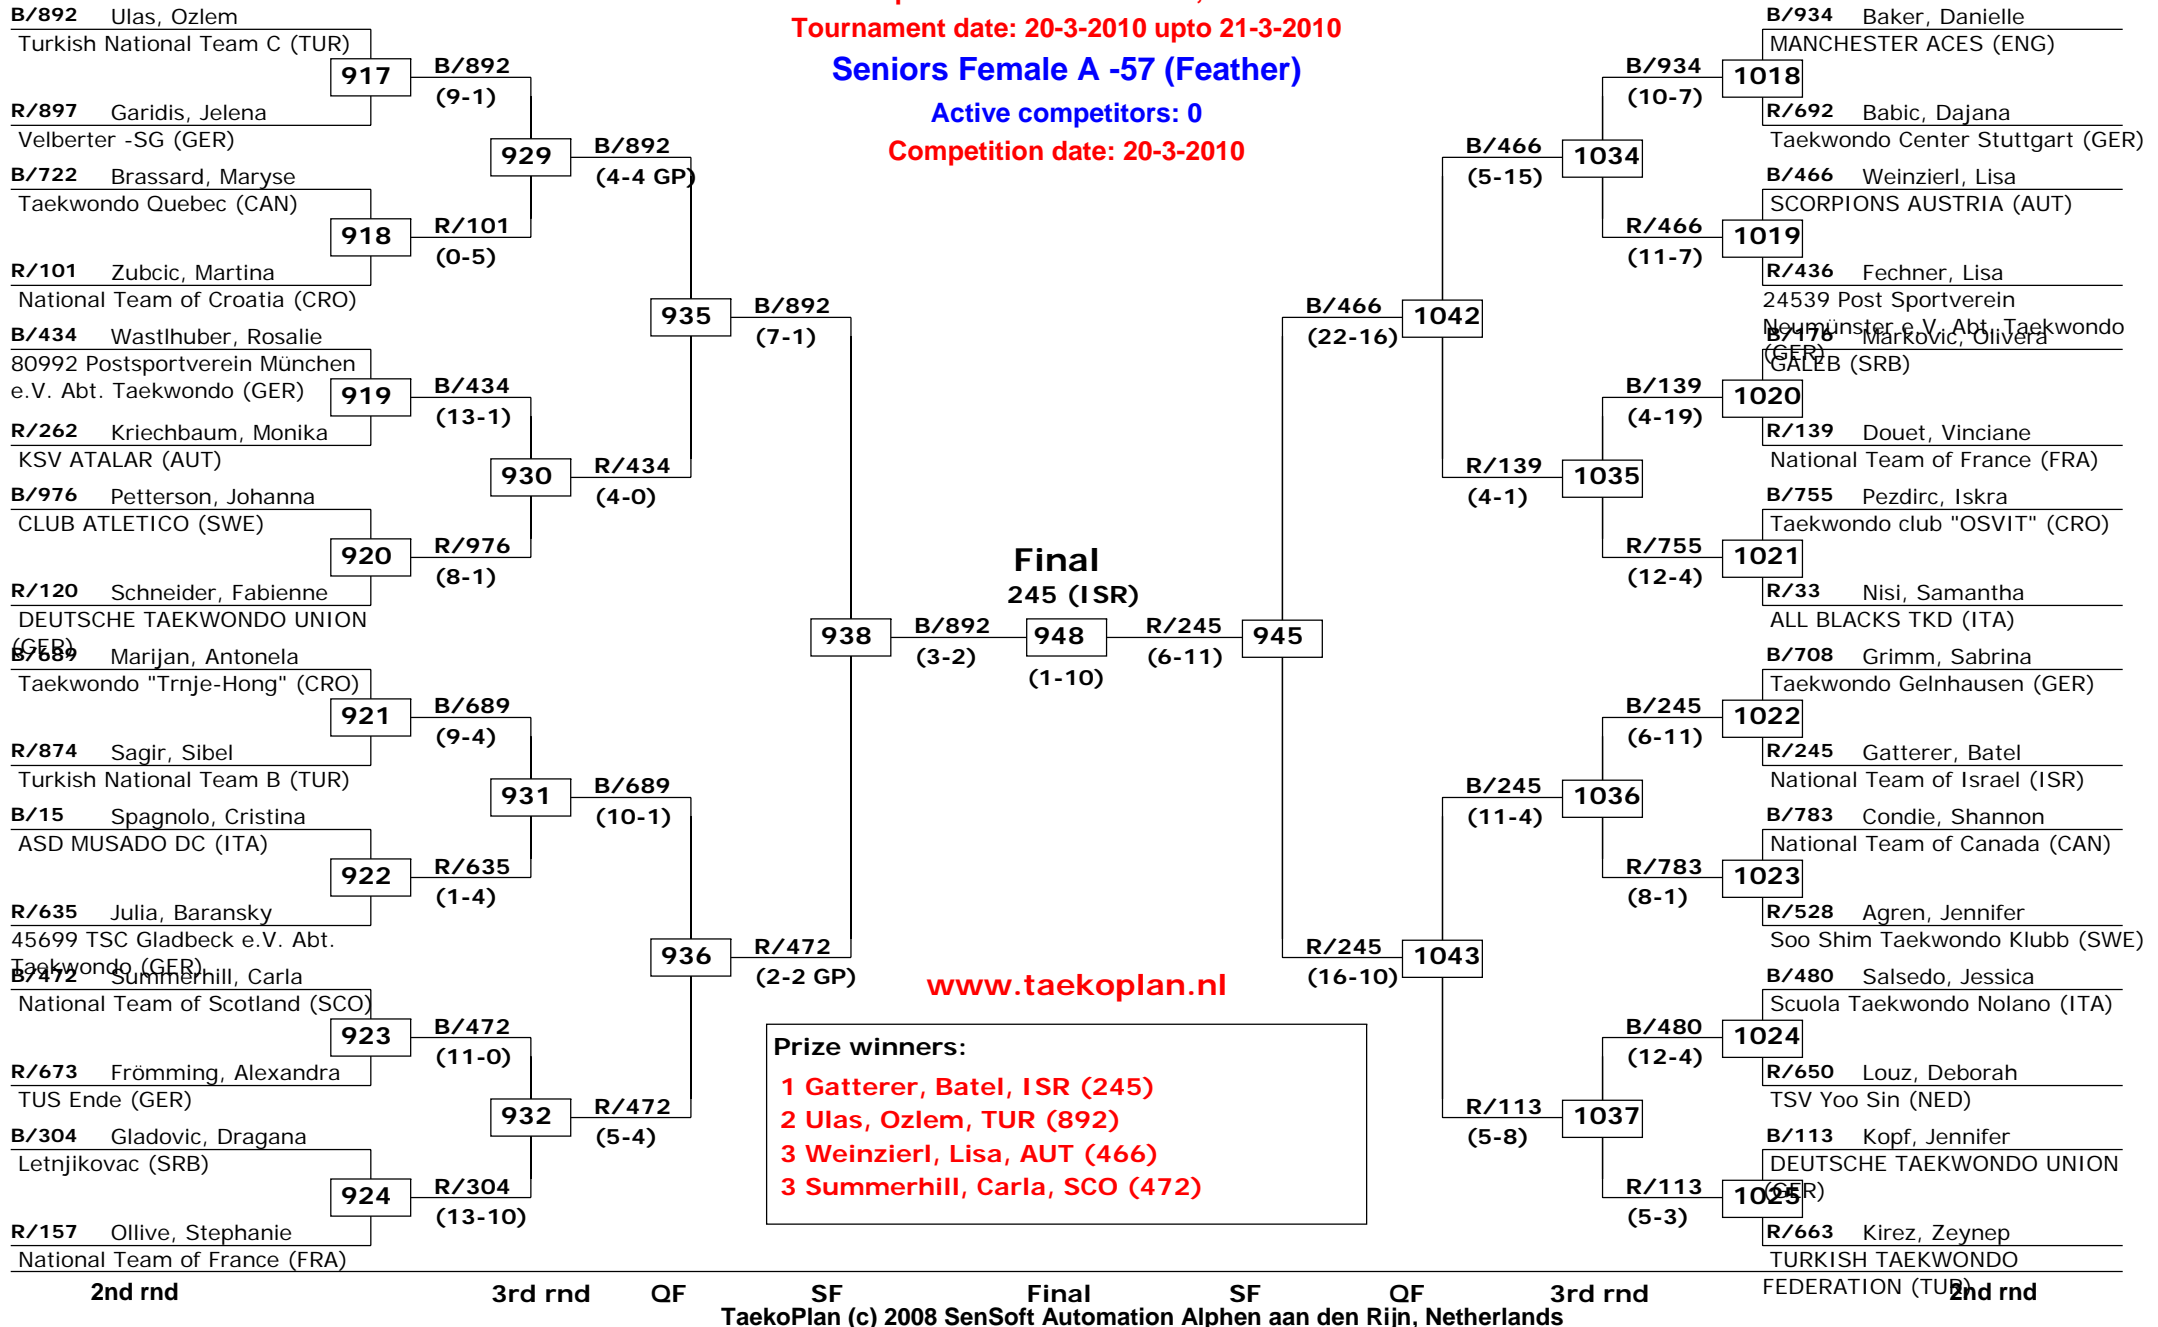 Tournament date: 20-3-2010 upto 21-3-2010
Seniors Female A -57 (Feather)
Active competitors: 0
Competition date: 20-3-2010
B/892 Ulas, Ozlem
Turkish National Team C (TUR)
917
R/897 Garidis, Jelena
Velberter -SG (GER)
B/722 Brassard, Maryse
Taekwondo Quebec (CAN)
918
R/101 Zubcic, Martina
National Team of Croatia (CRO)
B/434 Wastlhuber, Rosalie
80992 Postsportverein München
e.V. Abt. Taekwondo (GER)
919
R/262 Kriechbaum, Monika
KSV ATALAR (AUT)
B/976 Petterson, Johanna
CLUB ATLETICO (SWE)
920
R/120 Schneider, Fabienne
DEUTSCHE TAEKWONDO UNION
(GER)
B/689 Marijan, Antonela
Taekwondo "Trnje-Hong" (CRO)
921
R/874 Sagir, Sibel
Turkish National Team B (TUR)
B/15 Spagnolo, Cristina
ASD MUSADO DC (ITA)
922
R/635 Julia, Baransky
45699 TSC Gladbeck e.V. Abt.
Taekwondo (GER)
B/472 Summerhill, Carla
National Team of Scotland (SCO)
923
R/673 Frömming, Alexandra
TUS Ende (GER)
B/304 Gladovic, Dragana
Letnjikovac (SRB)
924
R/157 Ollive, Stephanie
National Team of France (FRA)
B/892
(9-1)
929
R/101
(0-5)
B/434
(13-1)
930
R/976
(8-1)
B/689
(9-4)
931
R/635
(1-4)
B/472
(11-0)
932
R/304
(13-10)
B/892
(4-4 GP)
935
R/434
(4-0)
B/689
(10-1)
936
R/472
(5-4)
B/892
(7-1)
938
R/472
(2-2 GP)
Final
245 (ISR)
B/892
(3-2)
948
(1-10)
R/245
(6-11)
945
B/466
(22-16)
1042
R/245
(16-10)
1043
B/466
(5-15)
1034
R/139
(4-1)
1035
B/245
(11-4)
1036
R/113
(5-8)
1037
B/934
(10-7)
1018
R/466
(11-7)
1019
B/139
(4-19)
1020
R/755
(12-4)
1021
B/245
(6-11)
1022
R/783
(8-1)
1023
B/480
(12-4)
1024
R/113
(5-3)
1025
B/934 Baker, Danielle
MANCHESTER ACES (ENG)
R/692 Babic, Dajana
Taekwondo Center Stuttgart (GER)
B/466 Weinzierl, Lisa
SCORPIONS AUSTRIA (AUT)
R/436 Fechner, Lisa
24539 Post Sportverein
Neumünster e.V. Abt. Taekwondo
(GER)
B/176 Markovic, Olivera
GALEB (SRB)
R/139 Douet, Vinciane
National Team of France (FRA)
B/755 Pezdirc, Iskra
Taekwondo club "OSVIT" (CRO)
R/33 Nisi, Samantha
ALL BLACKS TKD (ITA)
B/708 Grimm, Sabrina
Taekwondo Gelnhausen (GER)
R/245 Gatterer, Batel
National Team of Israel (ISR)
B/783 Condie, Shannon
National Team of Canada (CAN)
R/528 Agren, Jennifer
Soo Shim Taekwondo Klubb (SWE)
B/480 Salsedo, Jessica
Scuola Taekwondo Nolano (ITA)
R/650 Louz, Deborah
TSV Yoo Sin (NED)
B/113 Kopf, Jennifer
DEUTSCHE TAEKWONDO UNION
(GER)
R/663 Kirez, Zeynep
TURKISH TAEKWONDO
FEDERATION (TUR)
www.taekoplan.nl
Prize winners:
1 Gatterer, Batel, ISR (245)
2 Ulas, Ozlem, TUR (892)
3 Weinzierl, Lisa, AUT (466)
3 Summerhill, Carla, SCO (472)
2nd rnd 3rd rnd QF SF Final SF QF 3rd rnd 2nd rnd
TaekoPlan (c) 2008 SenSoft Automation Alphen aan den Rijn, Netherlands